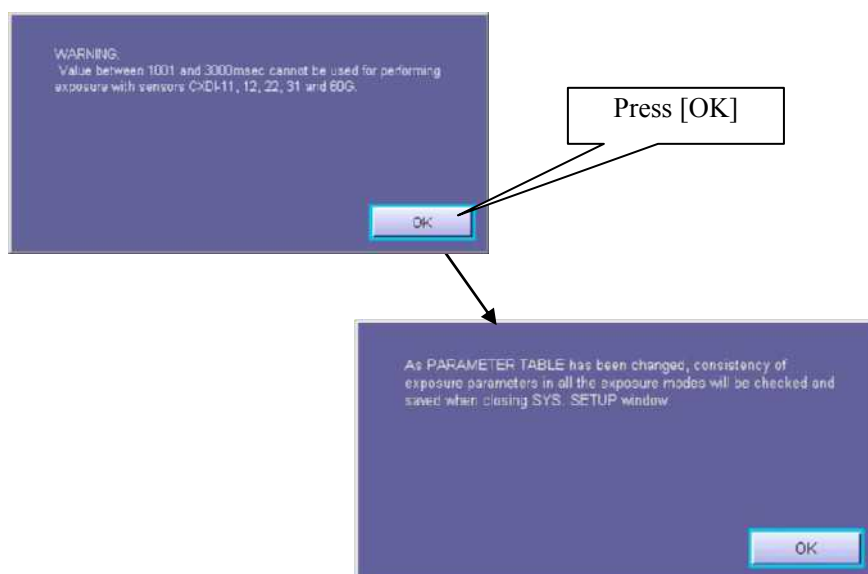 WARNING.
Value between 1001 and 3000msec cannot be used for performing
exposure with sensors CXDI-11, 12, 22, 31 and 60G.
OK
Press [OK]
As PARAMETER TABLE has been changed, consistency of
exposure parameters in all the exposure modes will be checked and
saved when closing SYS. SETUP window.
OK